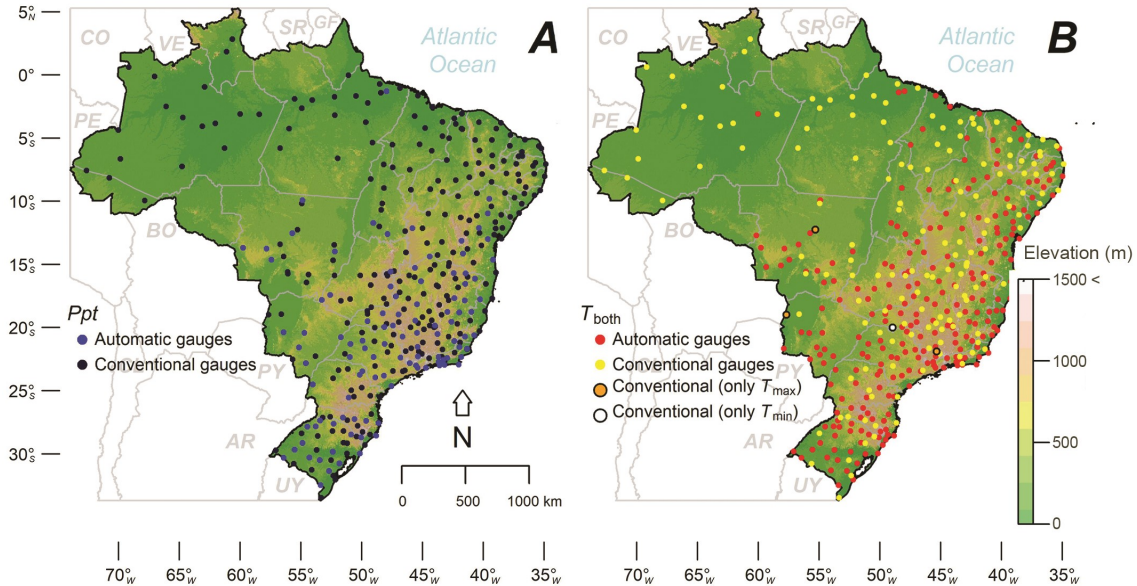 5°N
0°
5°S
10°S
15°S
20°S
25°S
30°S
CO
VE
SR
GF
PE
BO
PY
AR
UY
Atlantic
Ocean
A
Ppt
Automatic gauges
Conventional gauges
N
0 500 1000 km
70°W 65°W 60°W 55°W 50°W 45°W 40°W 35°W
CO
VE
SR
GF
PE
BO
PY
AR
UY
Atlantic
Ocean
B
Tboth
Automatic gauges
Conventional gauges
Conventional (only Tmax)
Conventional (only Tmin)
Elevation (m)
1500 <
1000
500
0
70°W 65°W 60°W 55°W 50°W 45°W 40°W 35°W